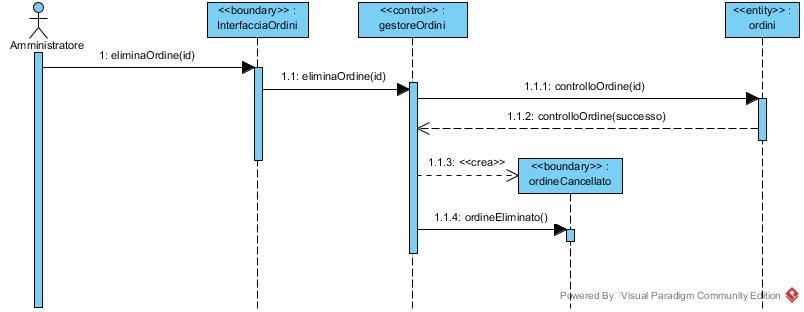 <<boundary>> :
InterfacciaOrdini
<<control>> :
gestoreOrdini
<<entity>> :
ordini
Amministratore
1: eliminaOrdine(id)
1.1: eliminaOrdine(id)
1.1.1: controlloOrdine(id)
1.1.2: controlloOrdine(successo)
1.1.3: <<crea>>
<<boundary>> :
ordineCancellato
1.1.4: ordineEliminato()
Powered By Visual Paradigm Community Edition